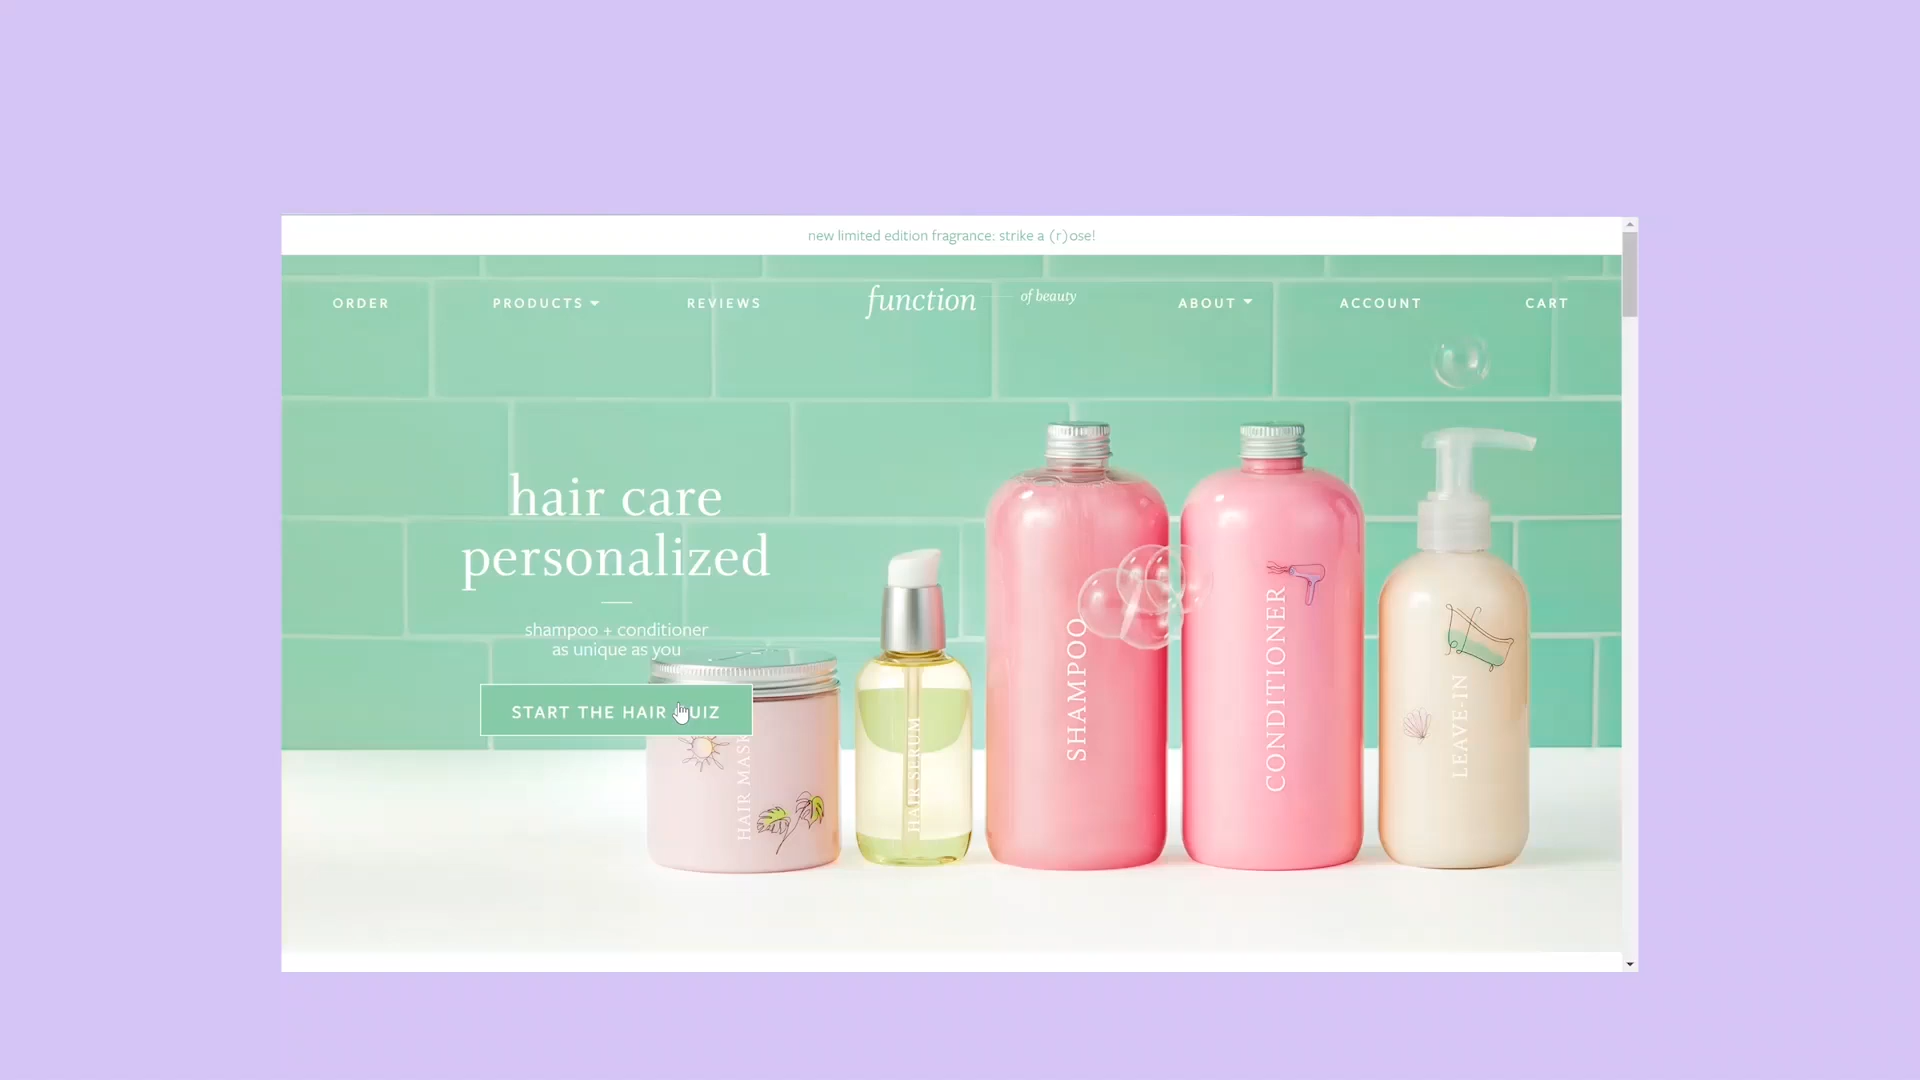 new limited edition fragrance: strike a (r)ose!
ORDER
PRODUCTS
REVIEWS
function of beauty
ABOUT
ACCOUNT
CART
hair care
personalized
shampoo + conditioner
as unique as you
START THE HAIR QUIZ
HAIR MASK
HAIR SERUM
SHAMPOO
CONDITIONER
LEAVE-IN